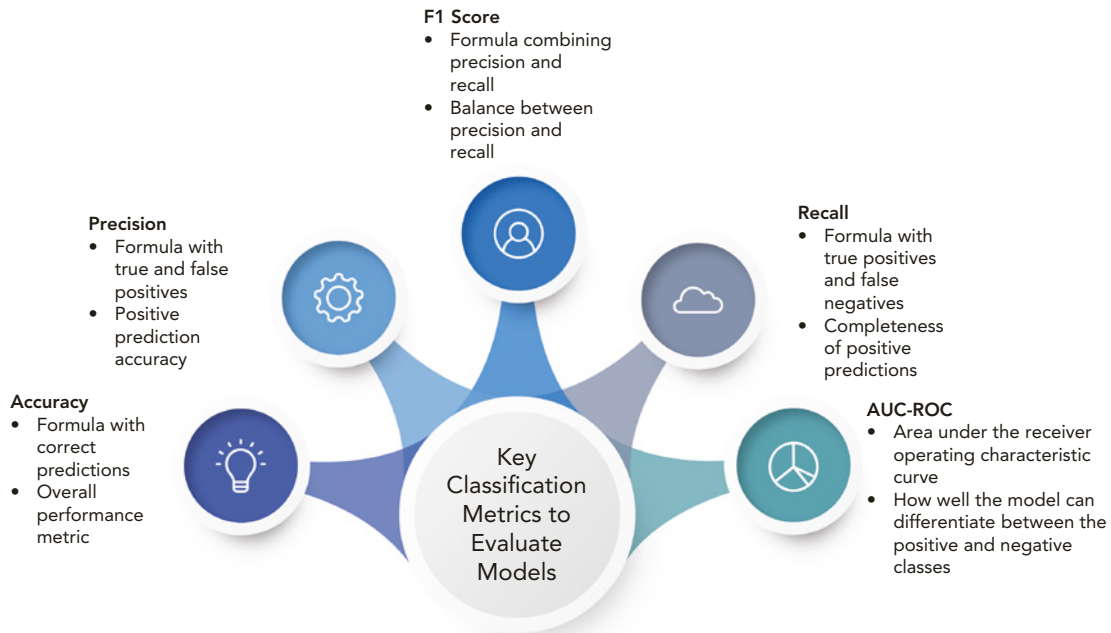 F1 Score
• Formula combining
precision and
recall
• Balance between
precision and
recall
Precision
• Formula with
true and false
positives
• Positive
prediction
accuracy
Recall
• Formula with
true positives
and false
negatives
• Completeness
of positive
predictions
Accuracy
• Formula with
correct
predictions
• Overall
performance
metric
AUC-ROC
• Area under the receiver
operating characteristic
curve
• How well the model can
differentiate between the
positive and negative
classes
Key
Classification
Metrics to
Evaluate
Models